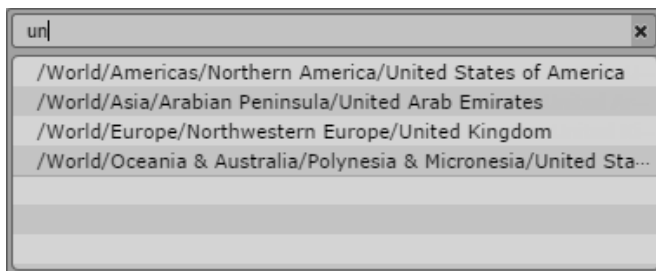 un
/World/Americas/Northern America/United States of America
/World/Asia/Arabian Peninsula/United Arab Emirates
/World/Europe/Northwestern Europe/United Kingdom
/World/Oceania & Australia/Polynesia & Micronesia/United Sta...